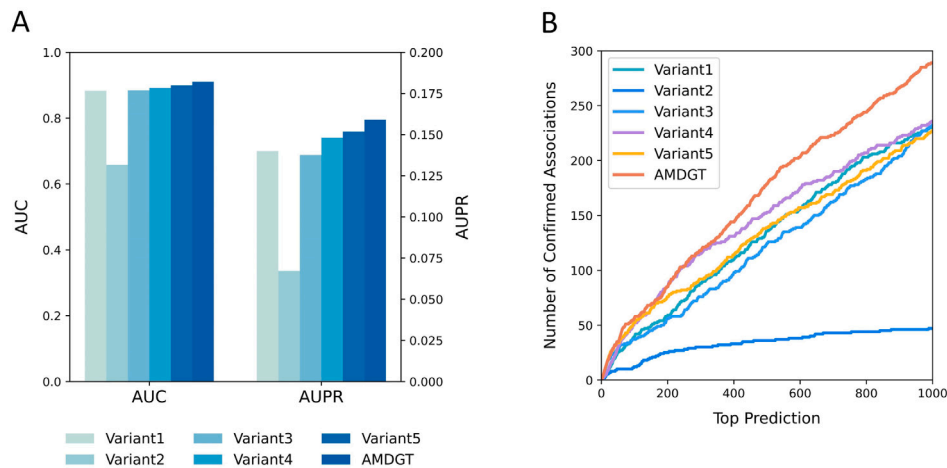 A
1.0
0.8
0.6
0.4
0.2
0.0
AUC
0.200
0.175
0.150
0.125
0.100
0.075
0.050
0.025
0.000
AUPR
AUC AUPR
Variant1 Variant3 Variant5
Variant2 Variant4 AMDGT
B
300
250
200
150
100
50
0
Number of Confirmed Associations
Variant1
Variant2
Variant3
Variant4
Variant5
AMDGT
0 200 400 600 800 1000
Top Prediction